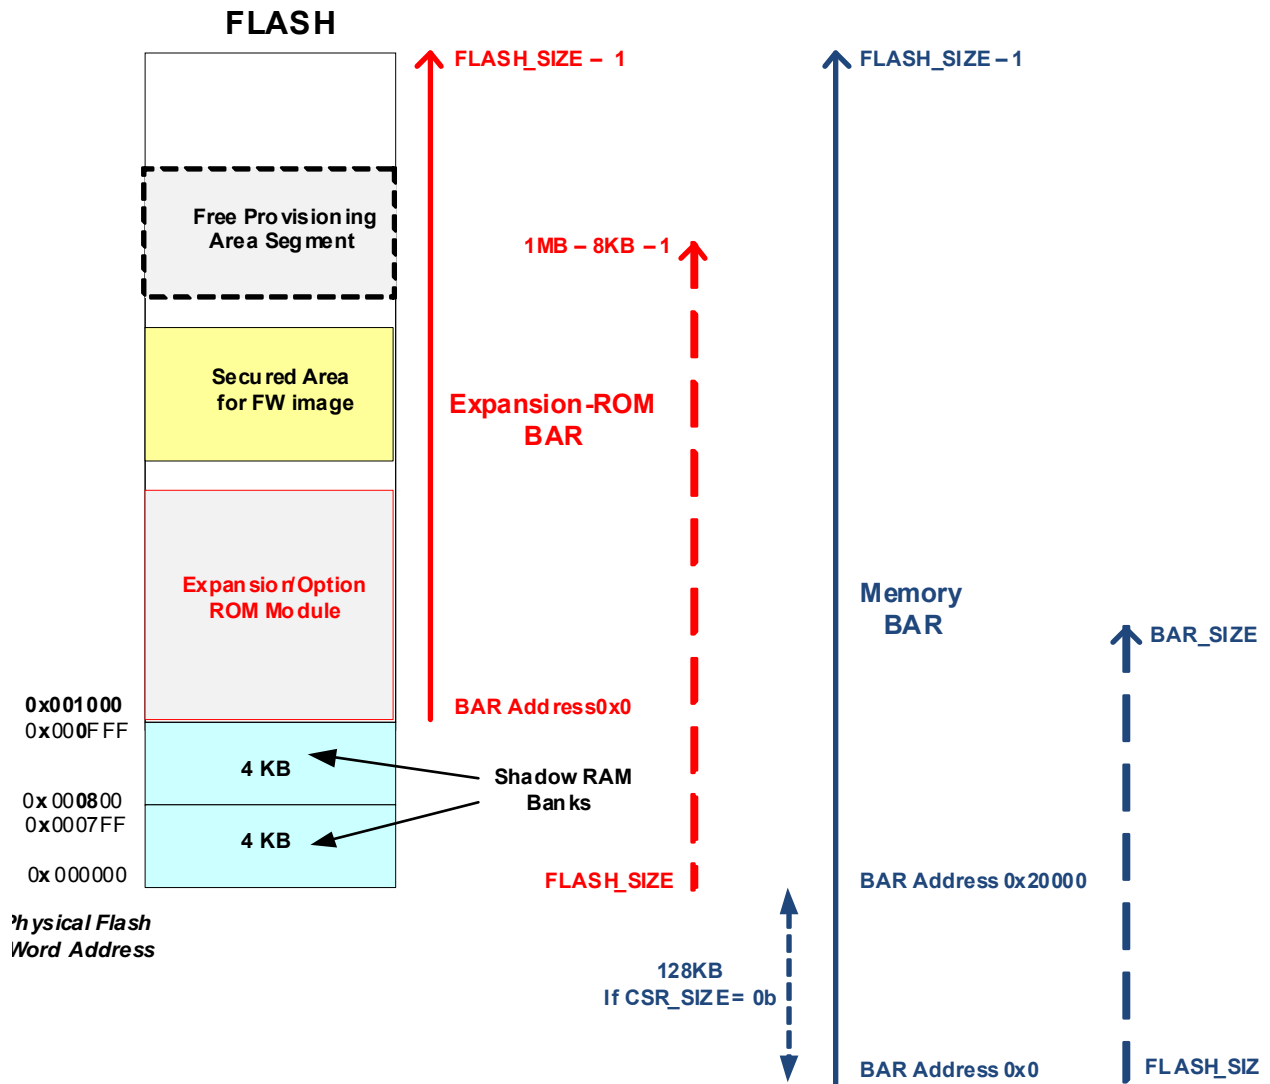 FLASH
FLASH_SIZE – 1
FLASH_SIZE – 1
Free Provisioning
Area Segment
1MB – 8KB – 1
Secured Area
for FW image
Expansion-ROM
BAR
Expansion/Option
ROM Module
Memory
BAR
BAR_SIZE
0x001000
0x000FFF
BAR Address0x0
4 KB
Shadow RAM
Banks
0x000800
0x0007FF
4 KB
0x000000
FLASH_SIZE
BAR Address 0x20000
Physical Flash
Word Address
128KB
If CSR_SIZE = 0b
BAR Address 0x0
FLASH_SIZ